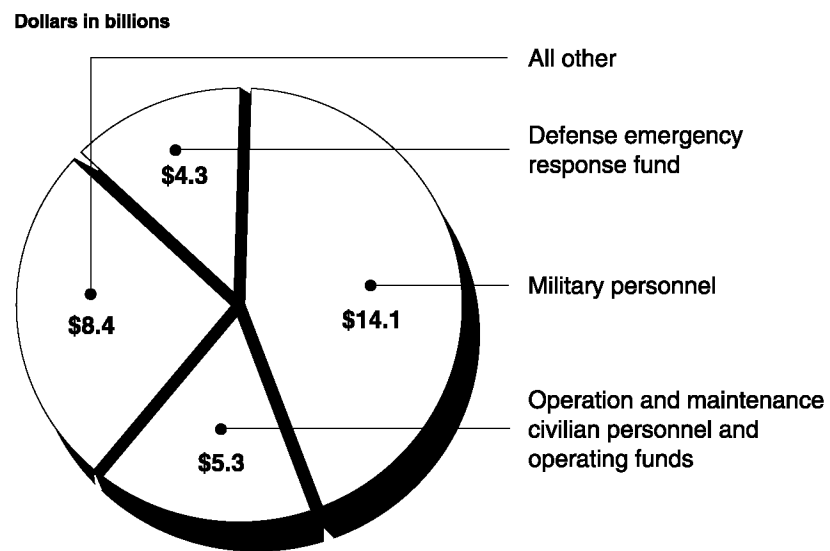 Dollars in billions
All other
Defense emergency
response fund
$4.3
Military personnel
$14.1
$8.4
Operation and maintenance
civilian personnel and
operating funds
$5.3